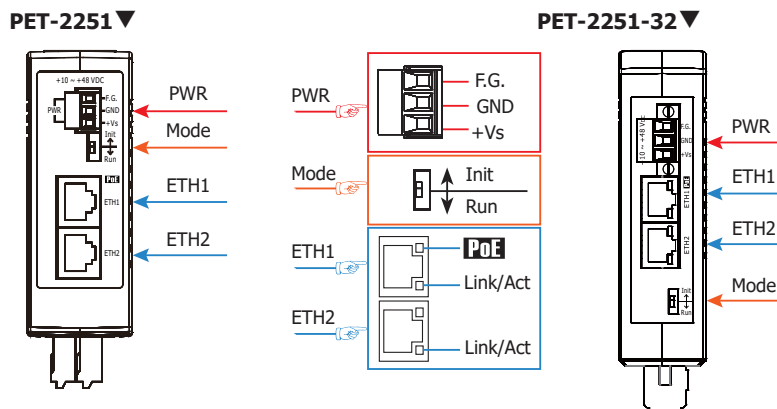 PET-2251▼
+10 ~ +48 VDC
PWR
F.G.
GND
+Vs
Init
Run
PoE
ETH1
ETH2
PWR
Mode
ETH1
ETH2
PWR
F.G.
GND
+Vs
Mode
Init
Run
ETH1
PoE
Link/Act
ETH2
Link/Act
PET-2251-32▼
10 ~ +48 Vdc
F.G.
GND
+Vs
ETH1 PoE
ETH2
Init
Run
PWR
ETH1
ETH2
Mode